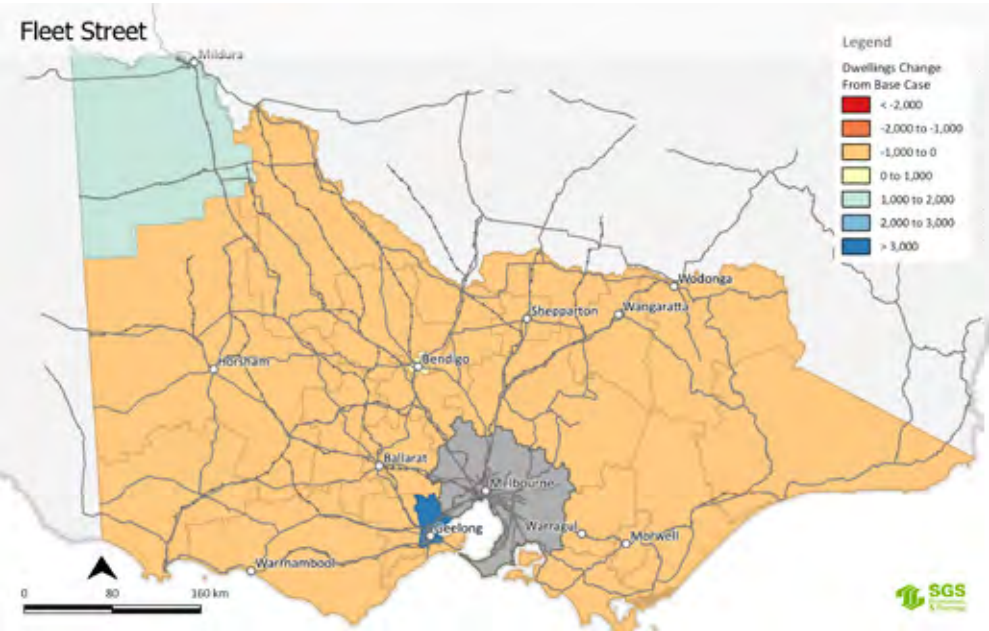 Fleet Street
Mildura
Legend
Dwellings Change
From Base Case
< -2,000
-2,000 to -1,000
-1,000 to 0
0 to 1,000
1,000 to 2,000
2,000 to 3,000
> 3,000
Wodonga
Shepparton
Wangaratta
Horsham
Bendigo
Ballarat
Melbourne
Geelong
Warragul
Morwell
Warrnambool
0 80 160 km
SGS